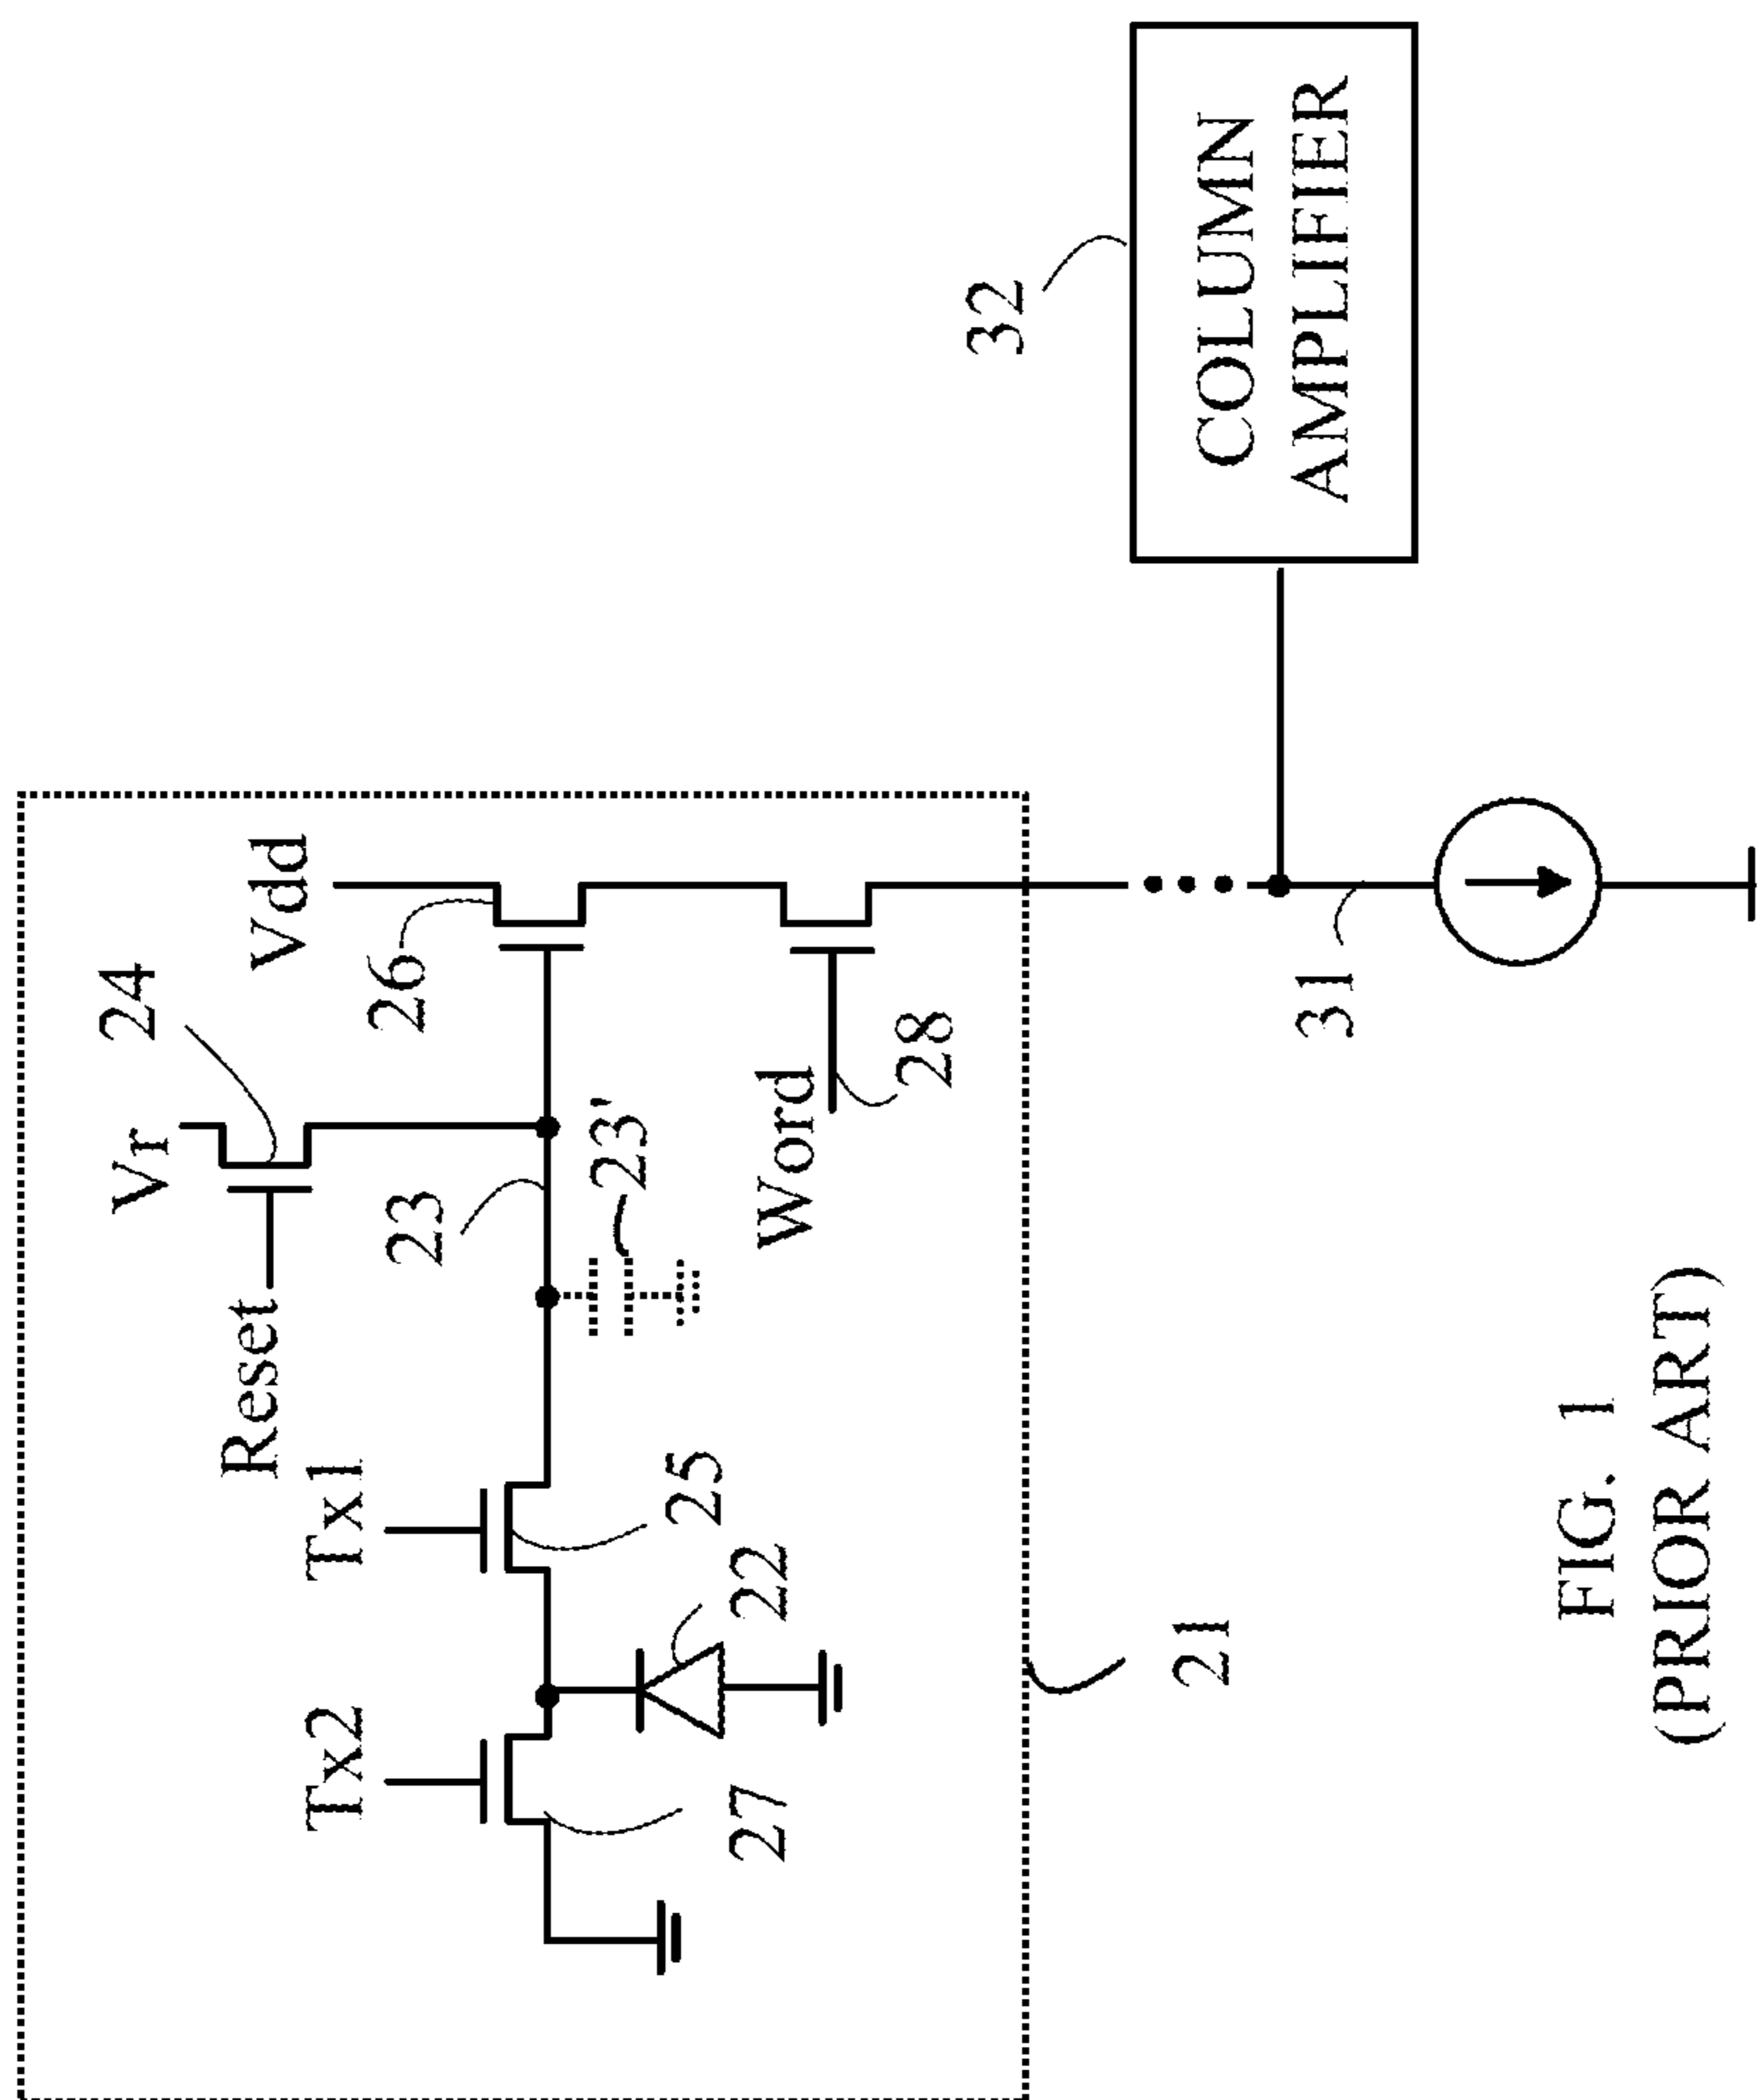 Vr
24
Vdd
Reset
26
Tx2
Tx1
23
23'
Word
28
25
22
27
21
31
32
COLUMN
AMPLIFIER
FIG. 1
(PRIOR ART)